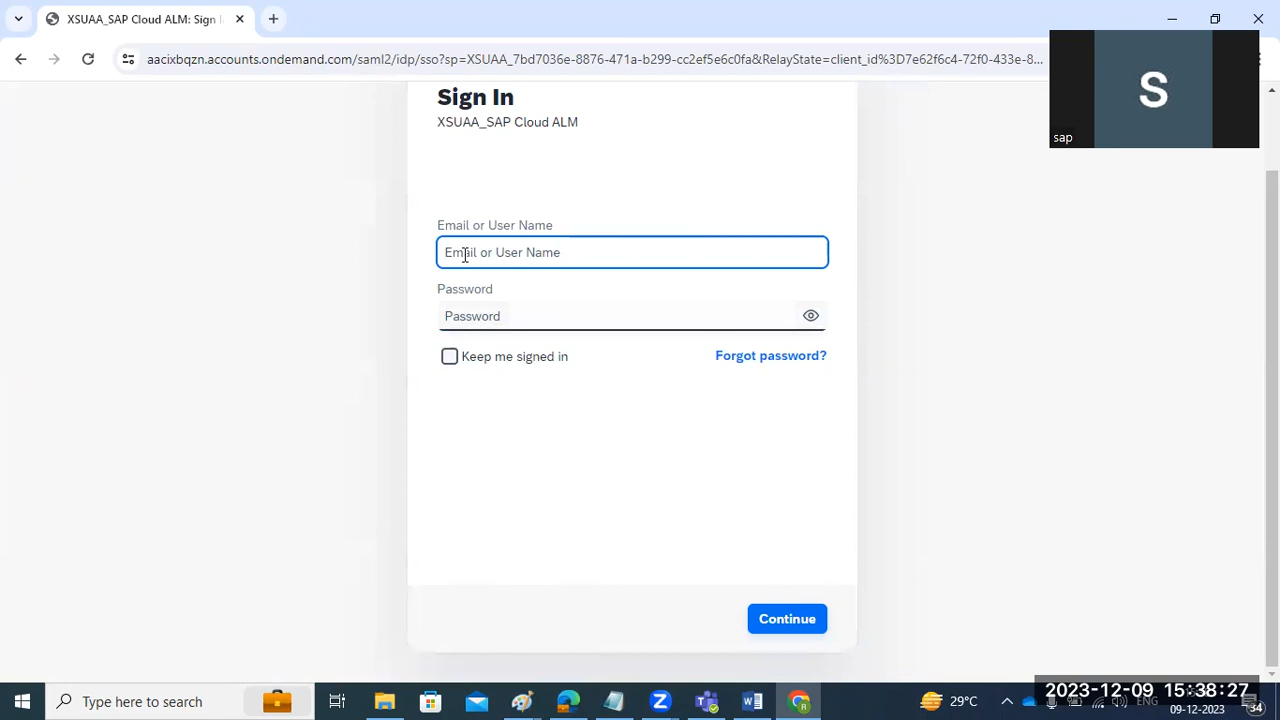 XSUAA_SAP Cloud ALM: Sign I
aacixbqzn.accounts.ondemand.com/saml2/idp/sso?sp=XSUAA_7bd7036e-8876-471a-b299-cc2ef5e6c0fa&RelayState=client_id%3D7e62f6c4-72f0-433e-8...
S
sap
Sign In
XSUAA_SAP Cloud ALM
Email or User Name
Email or User Name
Password
Password
Keep me signed in
Forgot password?
Continue
Type here to search
29°C
ENG
2023-12-09 15:38:27
09-12-2023
34